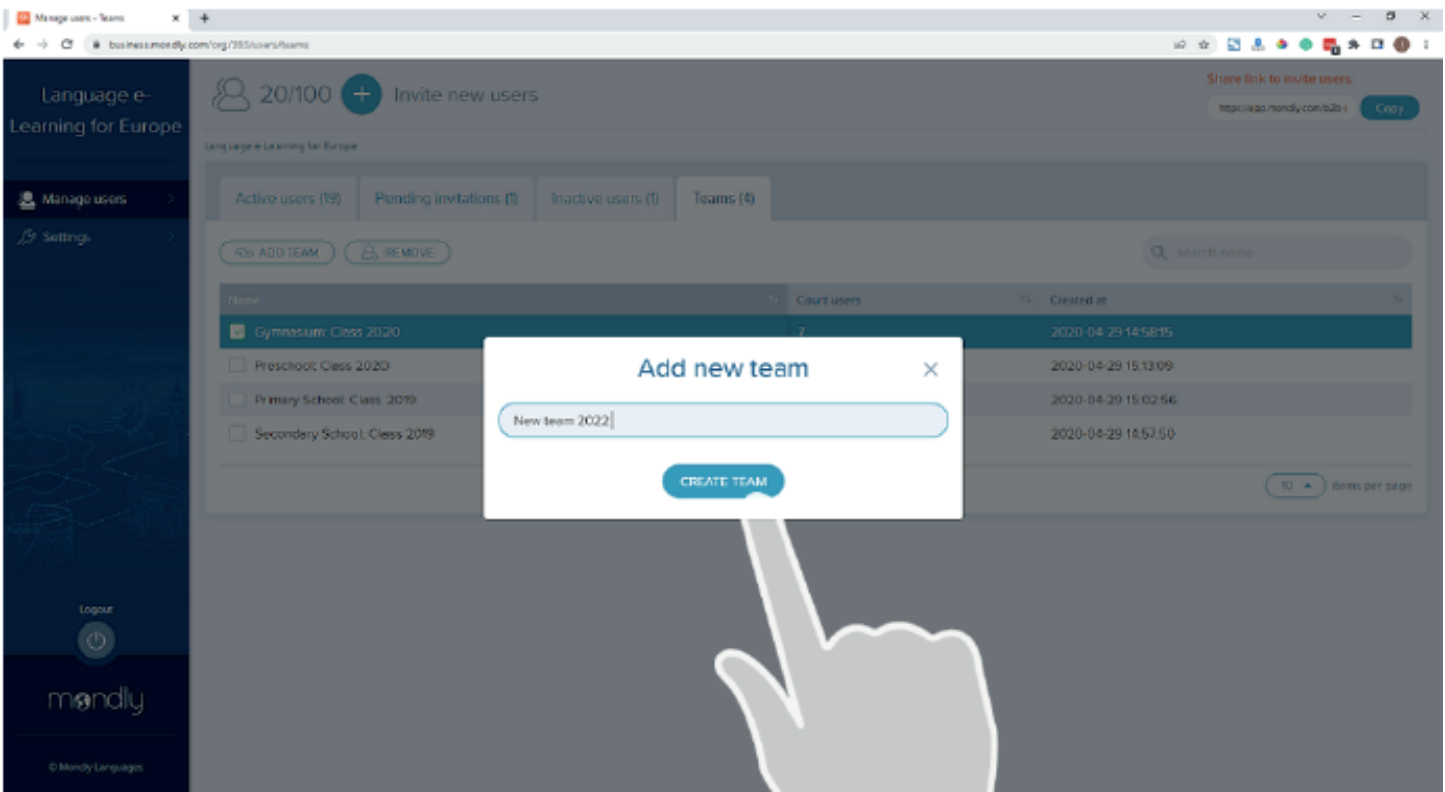 Manage users - Teams
business.mondly.com/org/393/users/teams
Language e-
Learning for Europe
20/100 + Invite new users
Share link to invite users:
Copy
Language e-Learning for Europe
Manage users
Settings
Active users (19)
Pending invitations (1)
Inactive users (1)
Teams (4)
ADD TEAM
REMOVE
search name
Name
Count users
Created at
Gymnasium: Class 2020
7
2020-04-29 14:58:15
Preschool: Class 2020
2020-04-29 15:13:09
Primary School: Class 2019
2020-04-29 15:02:56
Secondary School: Class 2019
2020-04-29 14:57:50
Add new team
New team 2022
CREATE TEAM
10 items per page
Logout
mondly
© Mondly Languages